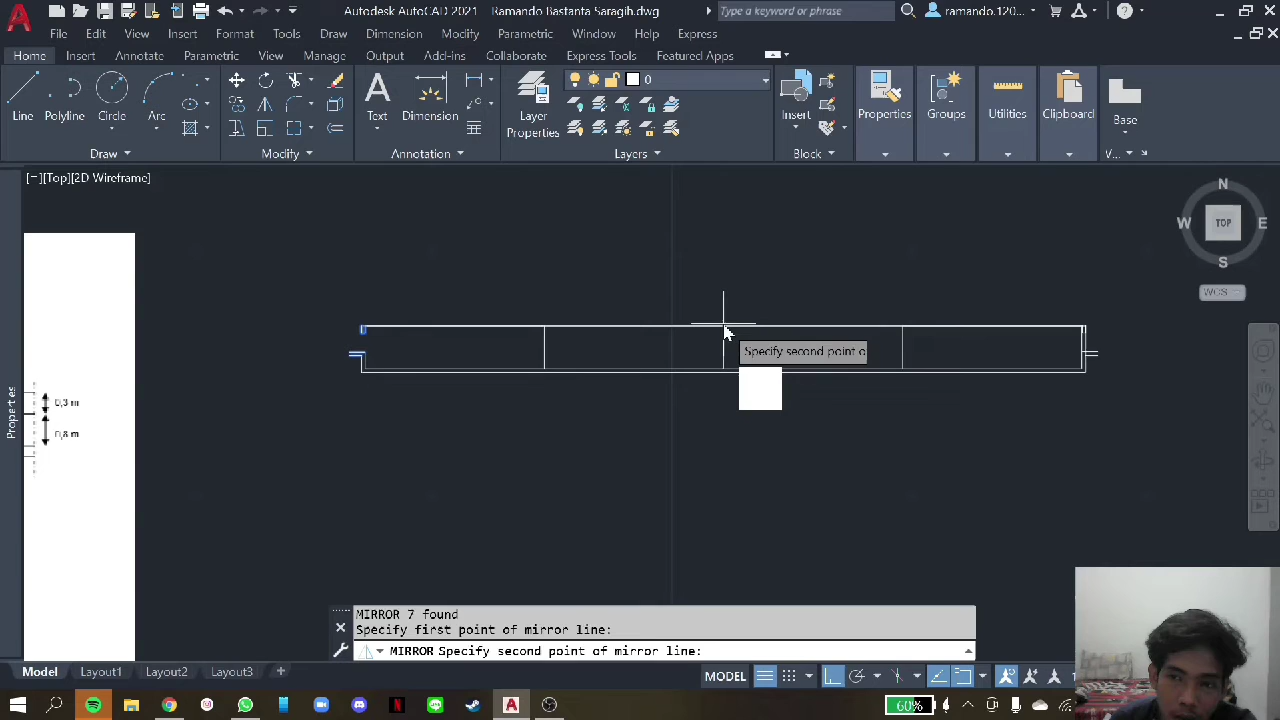 Autodesk AutoCAD 2021 Ramando Bastanta Saragih.dwg
Type a keyword or phrase
ramando.120...
File Edit View Insert Format Tools Draw Dimension Modify Parametric Window Help Express
Home Insert Annotate Parametric View Manage Output Add-ins Collaborate Express Tools Featured Apps
0
Line Polyline Circle Arc
Text Dimension
Layer Properties
Insert
Properties
Groups
Utilities
Clipboard
Base
Draw Modify Annotation Layers Block V...
[−][Top][2D Wireframe]
N
W TOP E
S
WCS
Specify second point o
Properties
0,3 m
0,8 m
MIRROR 7 found
Specify first point of mirror line:
MIRROR Specify second point of mirror line:
Model Layout1 Layout2 Layout3 +
MODEL
60%